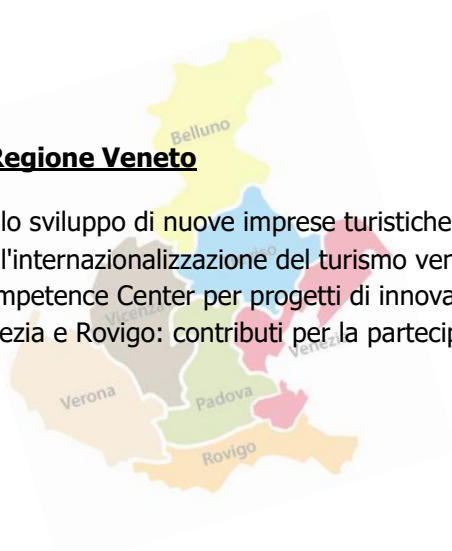 Belluno
Regione Veneto
lo sviluppo di nuove imprese turistiche
l'internazionalizzazione del turismo ver
mpetence Center per progetti di innova
Vicenza
ezia e Rovigo: contributi per la partecip
Venezia
Verona
Padova
Rovigo